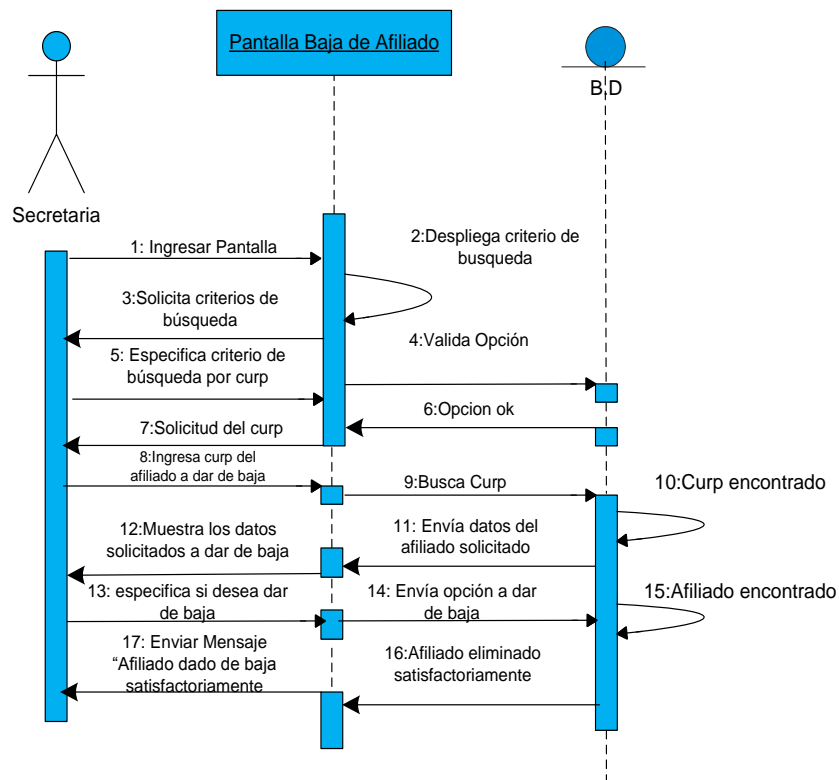 Pantalla Baja de Afiliado
B.D
Secretaria
1: Ingresar Pantalla
2:Despliega criterio de
busqueda
3:Solicita criterios de
búsqueda
4:Valida Opción
5: Especifica criterio de
búsqueda por curp
6:Opcion ok
7:Solicitud del curp
8:Ingresa curp del
afiliado a dar de baja
9:Busca Curp
10:Curp encontrado
11: Envía datos del
afiliado solicitado
12:Muestra los datos
solicitados a dar de baja
13: especifica si desea dar
de baja
14: Envía opción a dar
de baja
15:Afiliado encontrado
16:Afiliado eliminado
satisfactoriamente
17: Enviar Mensaje
“Afiliado dado de baja
satisfactoriamente